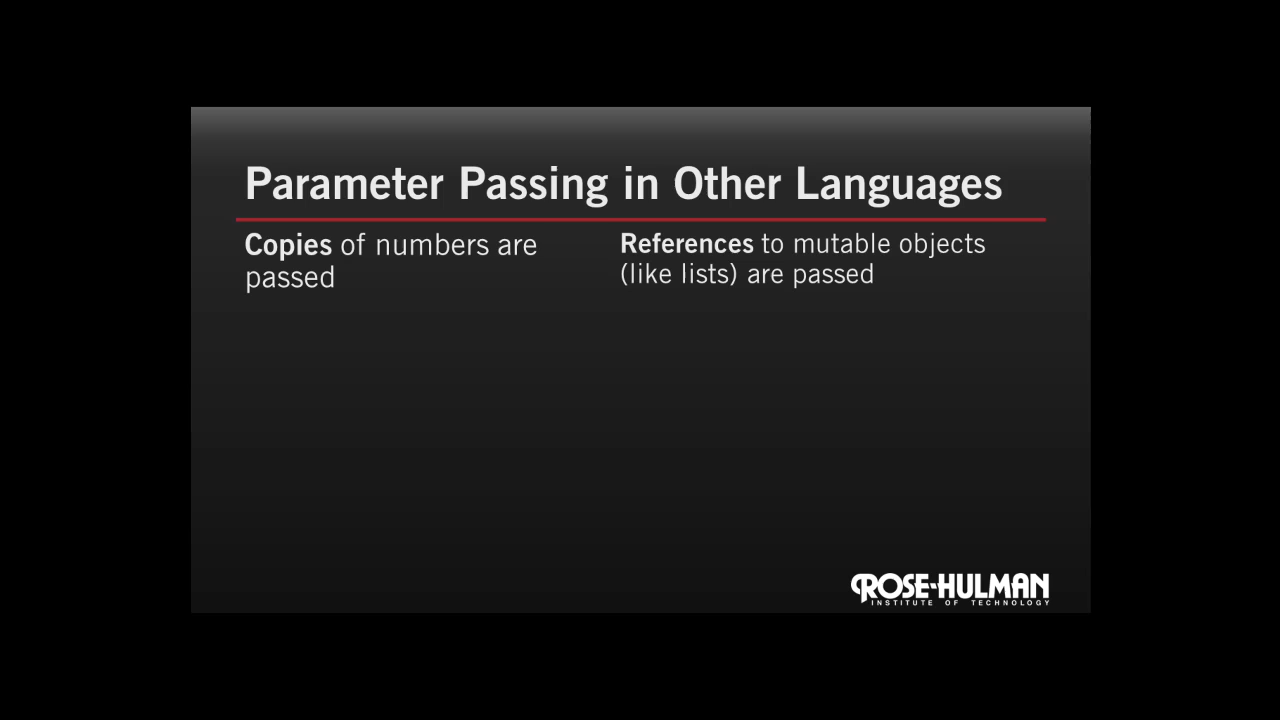 Parameter Passing in Other Languages
Copies of numbers are
passed
References to mutable objects
(like lists) are passed
ROSE-HULMAN
INSTITUTE OF TECHNOLOGY